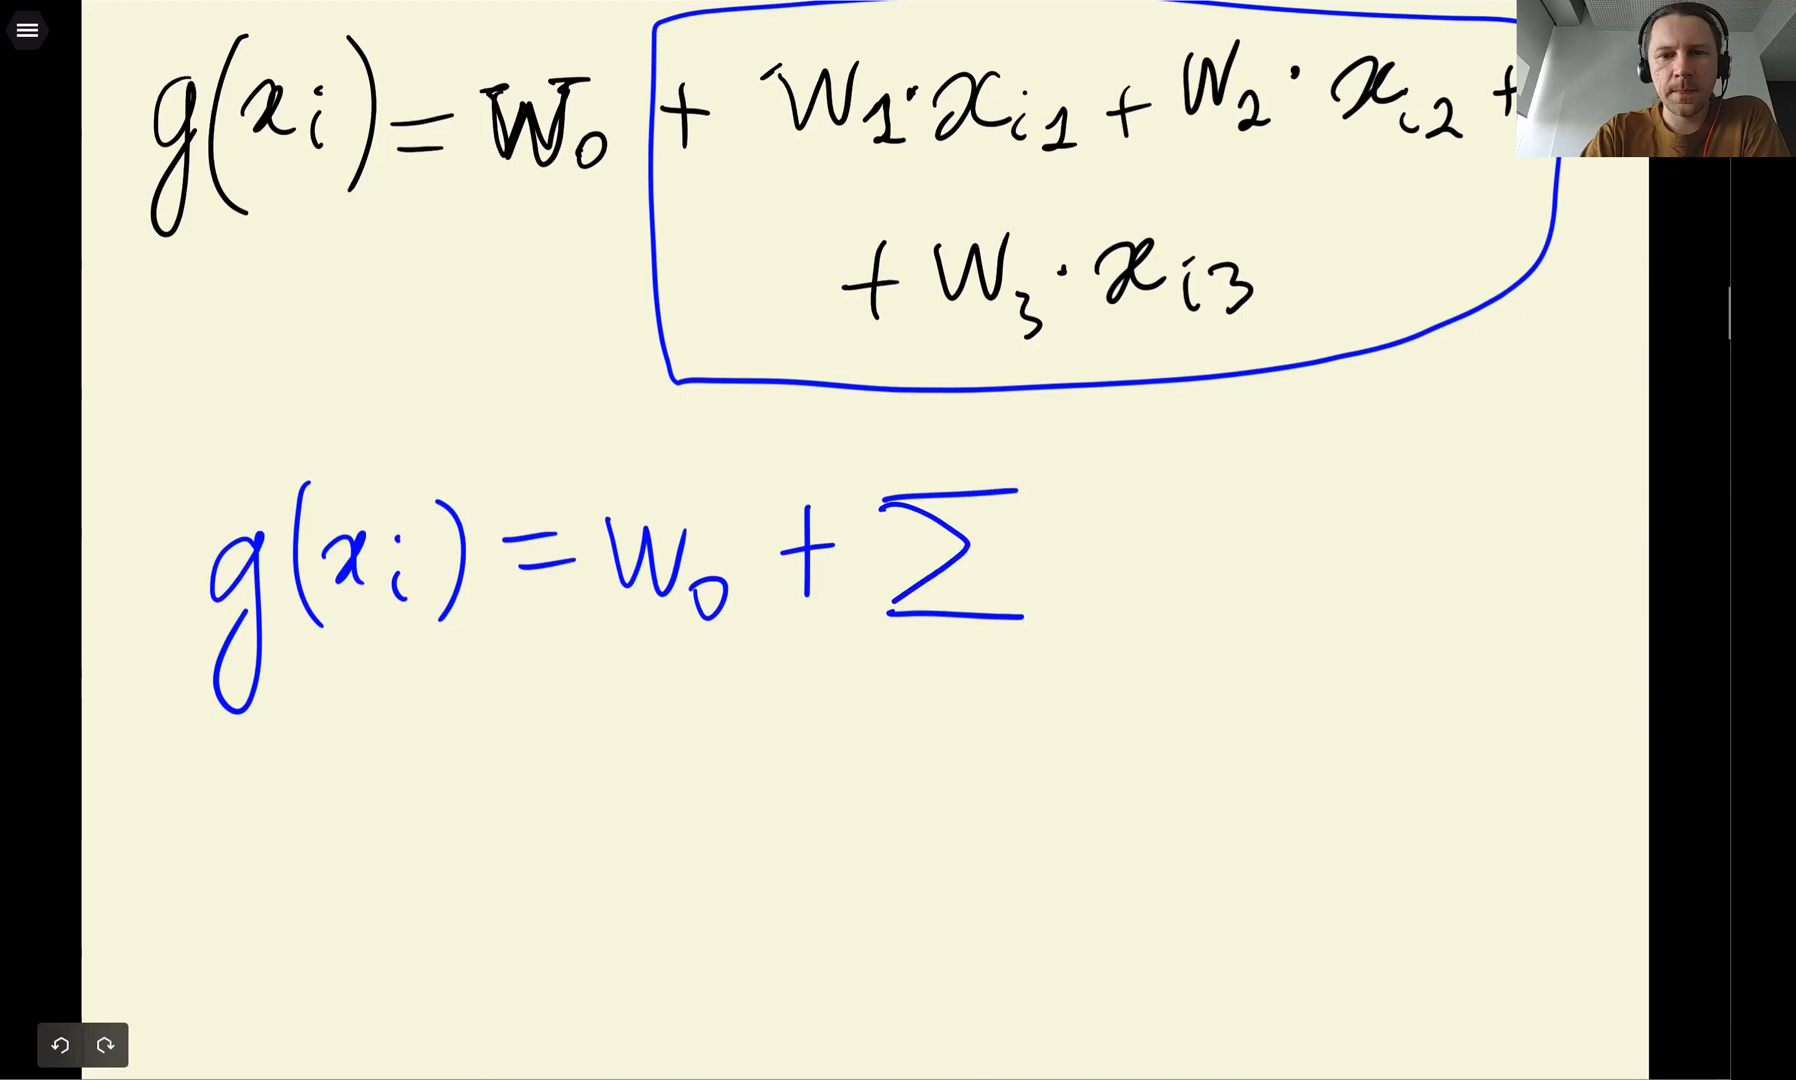 g(xᵢ) = w₀ + w₁·xᵢ₁ + w₂·xᵢ₂ +
+ w₃·xᵢ₃
g(xᵢ) = w₀ + Σ